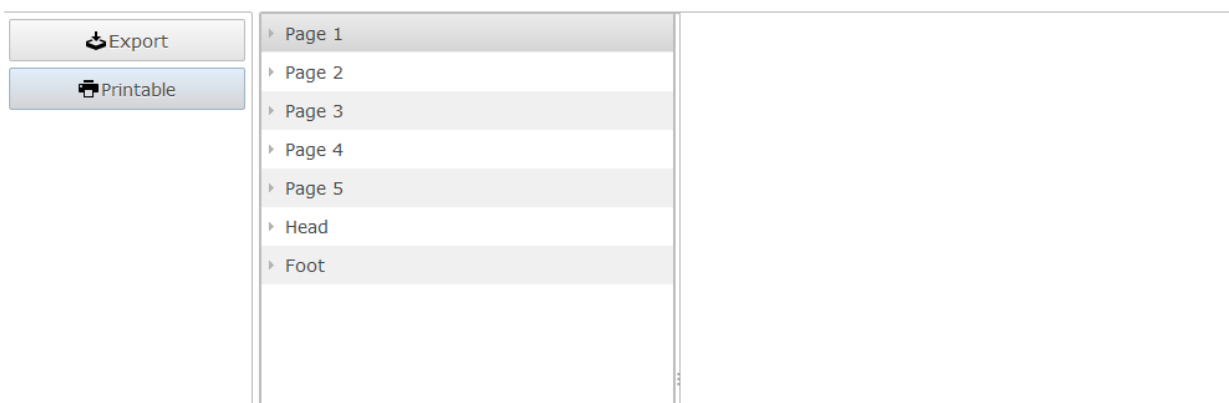 Export
Printable
Page 1
Page 2
Page 3
Page 4
Page 5
Head
Foot